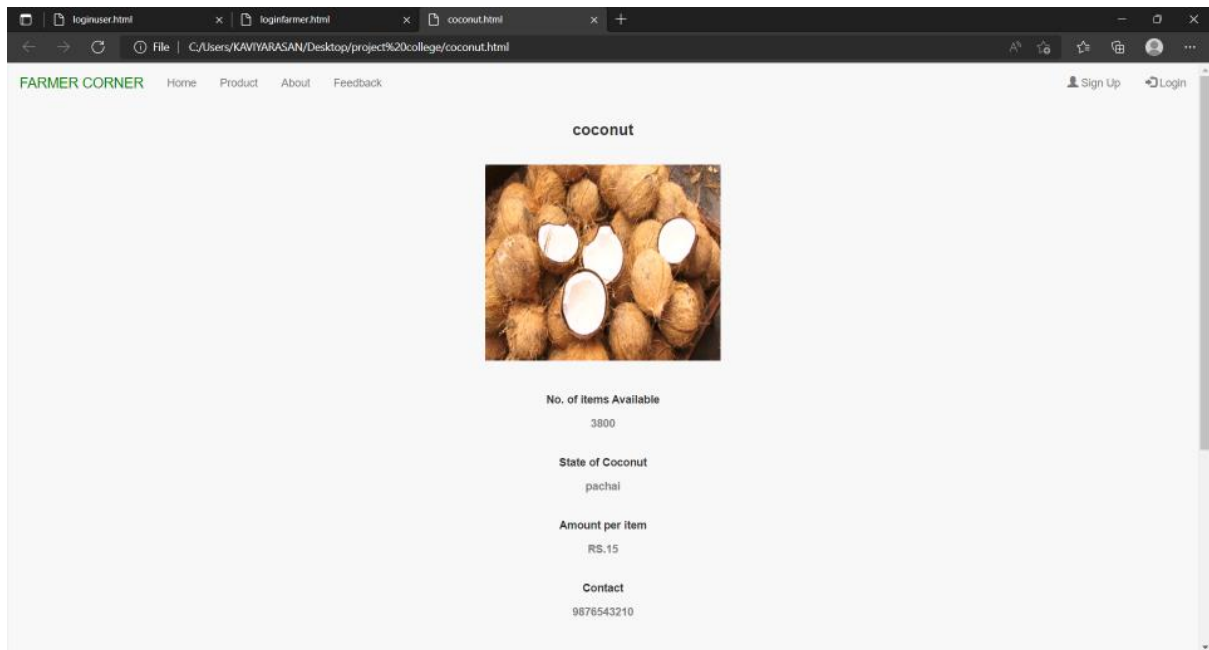 loginuser.html
loginfarmer.html
coconut.html
File | C:/Users/KAVIYARASAN/Desktop/project%20college/coconut.html
FARMER CORNER Home Product About Feedback Sign Up Login
coconut
No. of items Available
3800
State of Coconut
pachai
Amount per item
RS.15
Contact
9876543210